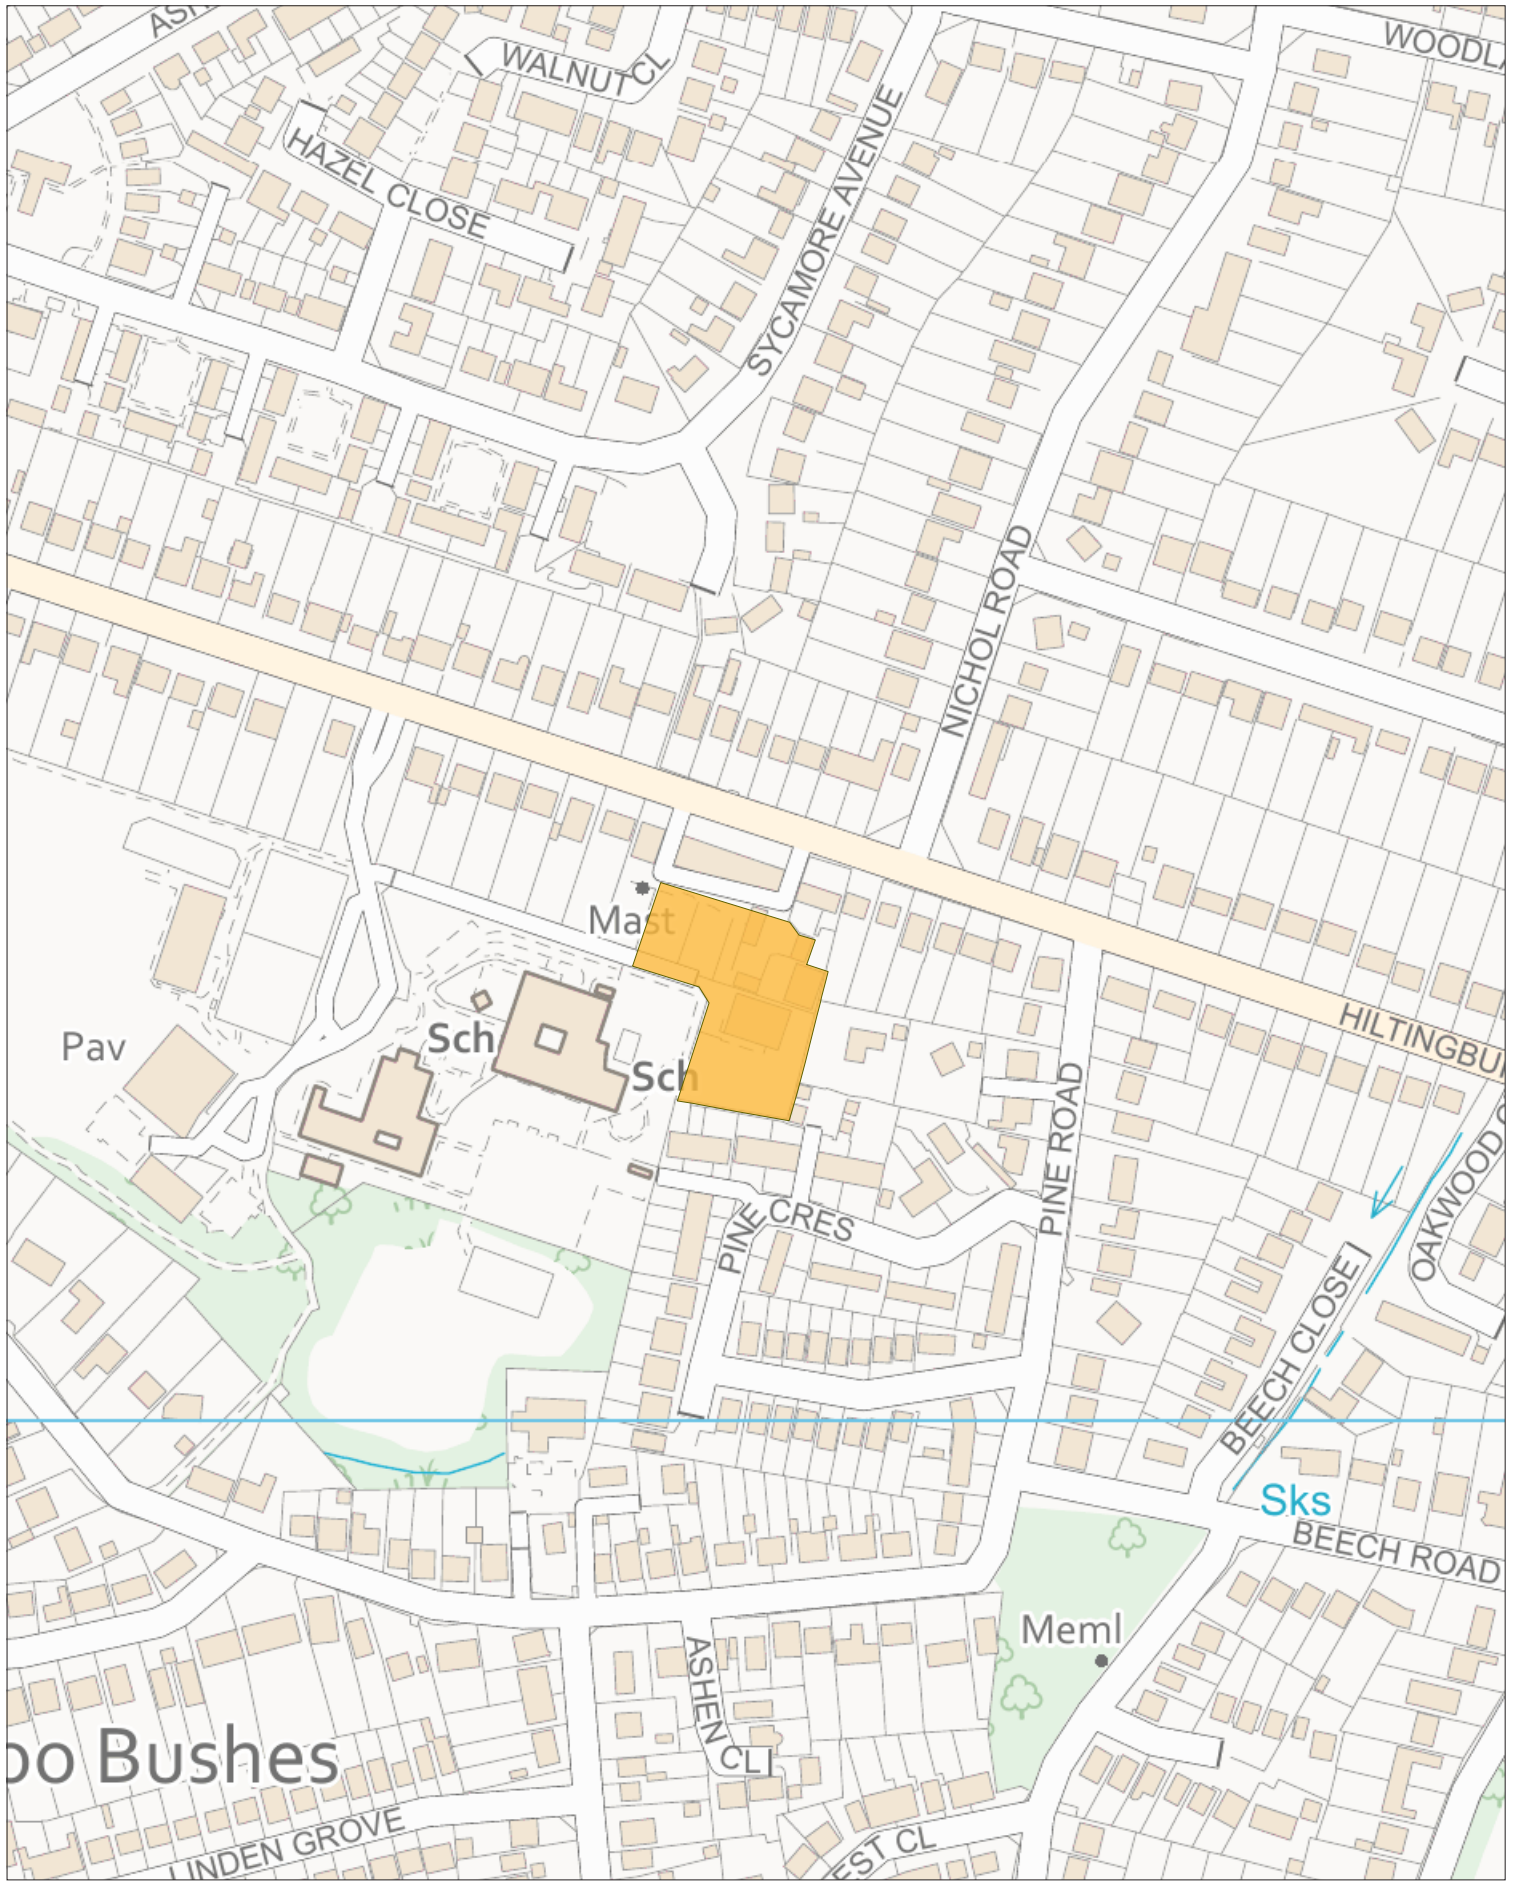 WOODLA
WALNUT CL
SYCAMORE AVENUE
HAZEL CLOSE
NICHOL ROAD
Mast
HILTINGBU
Sch
Pav
Sch
PINE ROAD
OAKWOOD
PINE CRES
BEECH CLOSE
Sks
BEECH ROAD
Meml
ASHEN CL
oo Bushes
LINDEN GROVE
EST CL